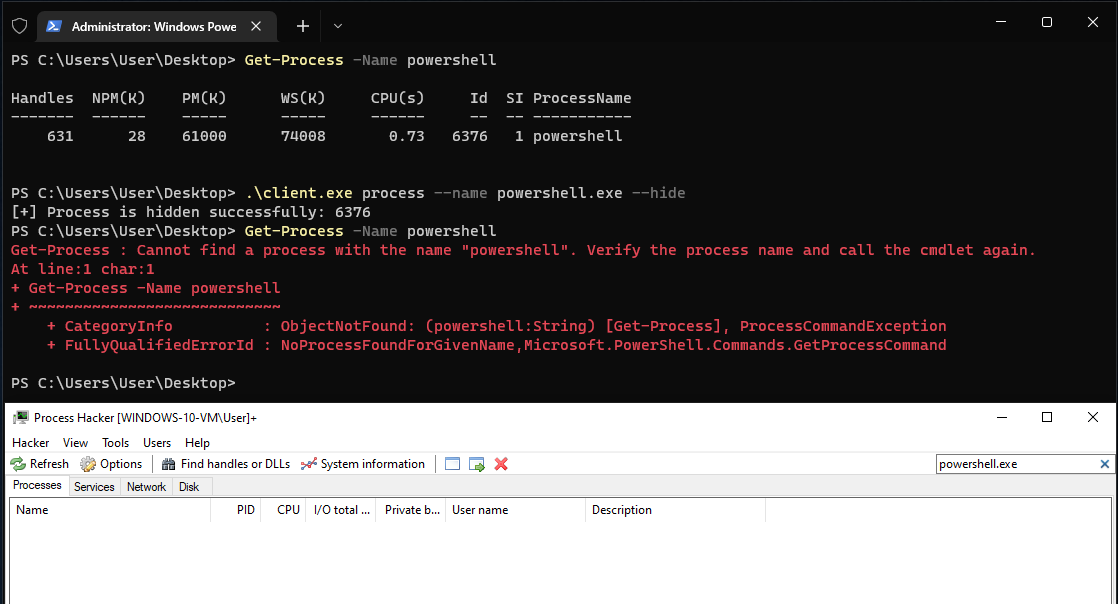 Administrator: Windows Powe
PS C:\Users\User\Desktop> Get-Process -Name powershell
Handles  NPM(K)    PM(K)      WS(K)     CPU(s)     Id  SI ProcessName
-------  ------    -----      -----     ------     --  -- -----------
    631      28    61000      74008       0.73   6376   1 powershell
PS C:\Users\User\Desktop> .\client.exe process --name powershell.exe --hide
[+] Process is hidden successfully: 6376
PS C:\Users\User\Desktop> Get-Process -Name powershell
Get-Process : Cannot find a process with the name "powershell". Verify the process name and call the cmdlet again.
At line:1 char:1
+ Get-Process -Name powershell
+ ~~~~~~~~~~~~~~~~~~~~~~~~~~~~
    + CategoryInfo          : ObjectNotFound: (powershell:String) [Get-Process], ProcessCommandException
    + FullyQualifiedErrorId : NoProcessFoundForGivenName,Microsoft.PowerShell.Commands.GetProcessCommand
PS C:\Users\User\Desktop>
Process Hacker [WINDOWS-10-VM\User]+
Hacker View Tools Users Help
Refresh Options Find handles or DLLs System information powershell.exe
Processes Services Network Disk
Name PID CPU I/O total ... Private b... User name Description